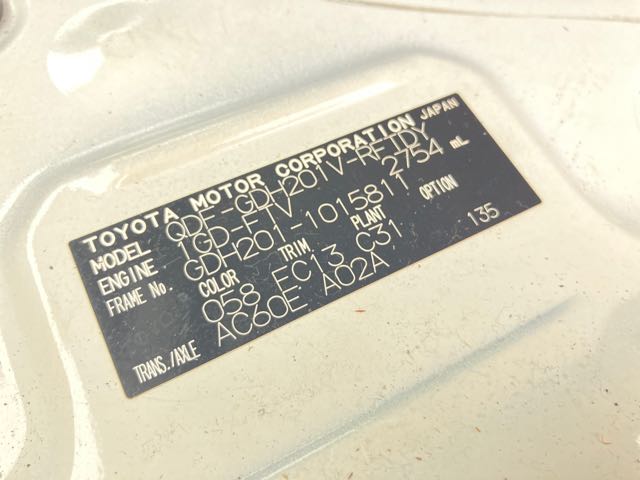 TOYOTA MOTOR CORPORATION JAPAN
MODEL QDF-GDH201V-RFTDY
ENGINE 1GD-FTV 2754 mL
FRAME No. GDH201-1015811
COLOR TRIM PLANT OPTION
058 FC13 C31 135
TRANS./AXLE AC60E A02A